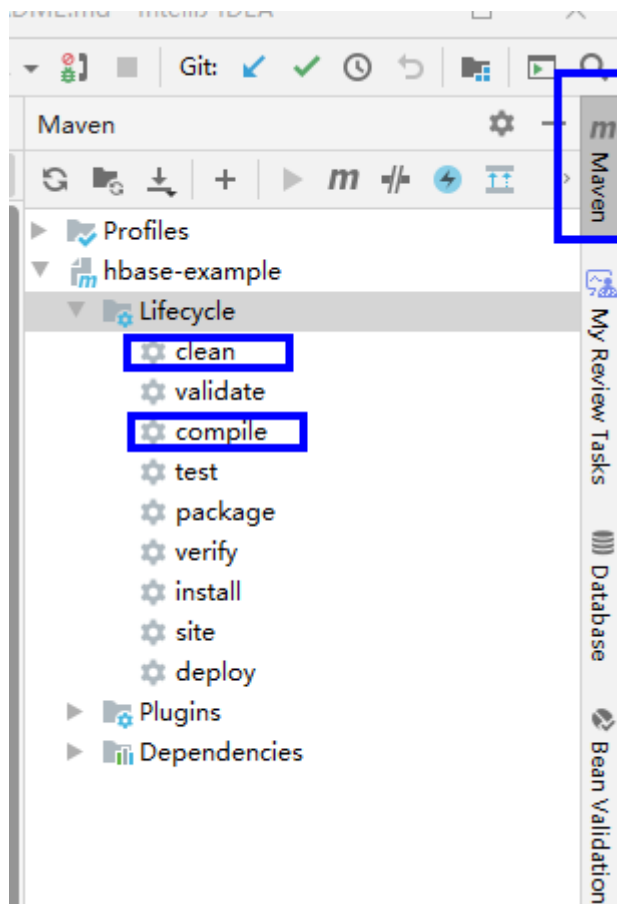 Git:
Maven
m
Maven
Profiles
hbase-example
Lifecycle
clean
validate
compile
test
package
verify
install
site
deploy
Plugins
Dependencies
m
Maven
My Review Tasks
Database
Bean Validation